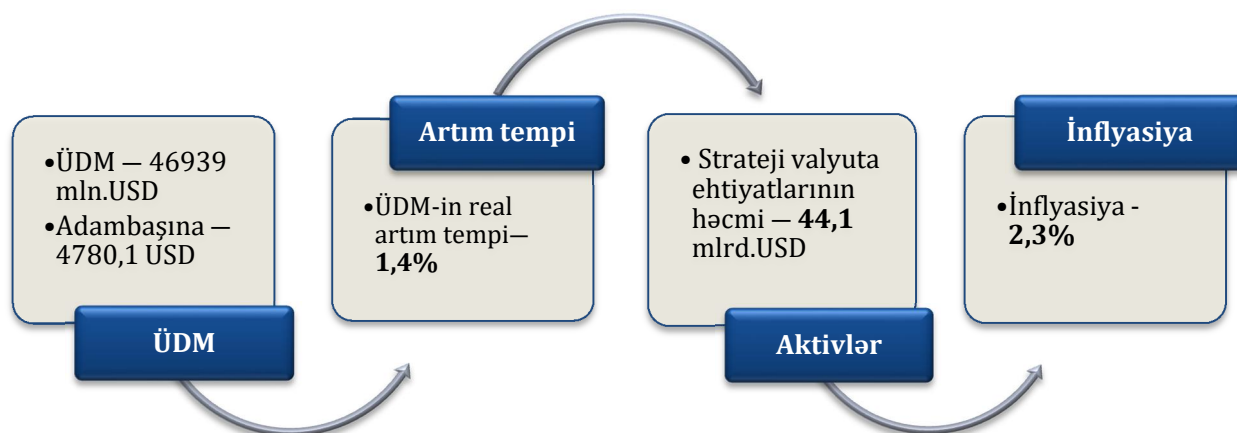 •ÜDM — 46939
mln.USD
•Adambaşına —
4780,1 USD
ÜDM
Artım tempi
•ÜDM-in real
artım tempi—
1,4%
• Strateji valyuta
ehtiyatlarının
həcmi — 44,1
mlrd.USD
Aktivlər
İnflyasiya
•İnflyasiya -
2,3%